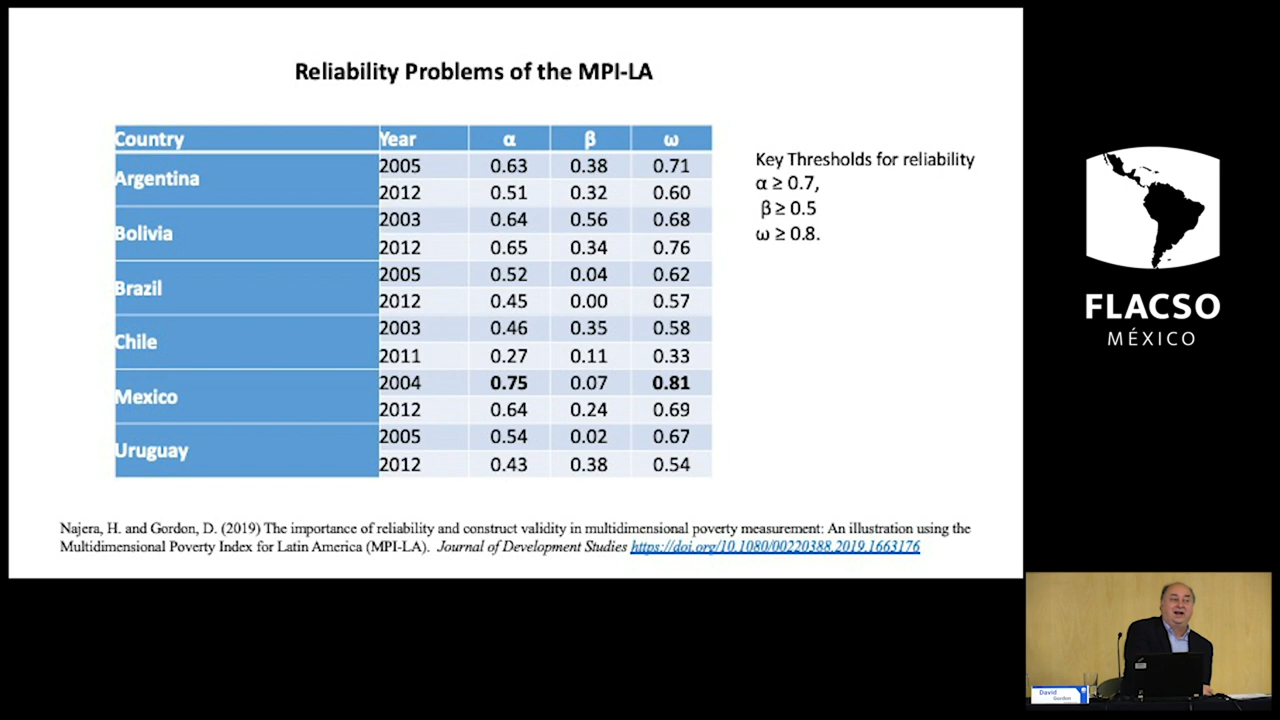 Reliability Problems of the MPI-LA
Country Year α β ω
Argentina 2005 0.63 0.38 0.71
2012 0.51 0.32 0.60
Bolivia 2003 0.64 0.56 0.68
2012 0.65 0.34 0.76
Brazil 2005 0.52 0.04 0.62
2012 0.45 0.00 0.57
Chile 2003 0.46 0.35 0.58
2011 0.27 0.11 0.33
Mexico 2004 0.75 0.07 0.81
2012 0.64 0.24 0.69
Uruguay 2005 0.54 0.02 0.67
2012 0.43 0.38 0.54
Key Thresholds for reliability
α ≥ 0.7,
β ≥ 0.5
ω ≥ 0.8.
Najera, H. and Gordon, D. (2019) The importance of reliability and construct validity in multidimensional poverty measurement: An illustration using the
Multidimensional Poverty Index for Latin America (MPI-LA). Journal of Development Studies https://doi.org/10.1080/00220388.2019.1663176
FLACSO
MÉXICO
David
Gordon